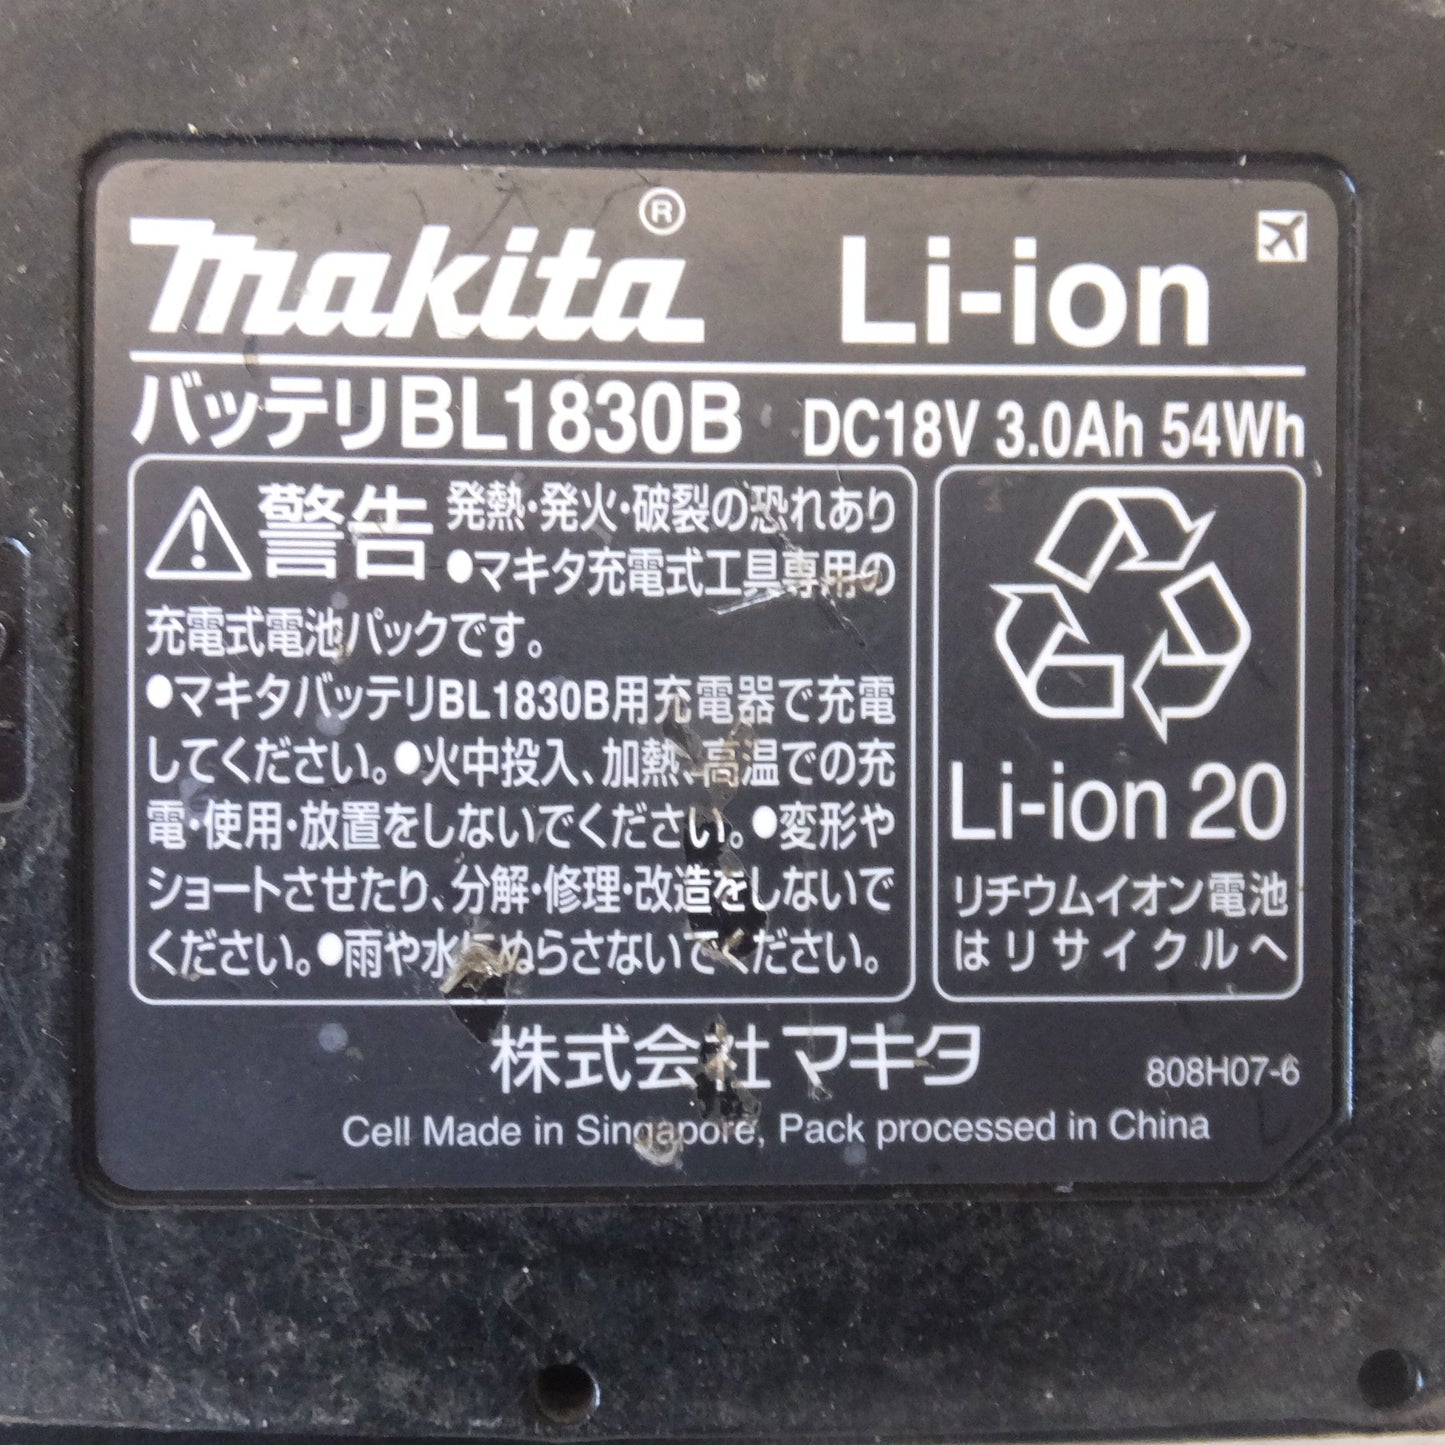 makita® Li-ion
バッテリBL1830B DC18V 3.0Ah 54Wh
警告 発熱・発火・破裂の恐れあり
●マキタ充電式工具専用の
充電式電池パックです。
●マキタバッテリBL1830B用充電器で充電
してください。●火中投入、加熱、高温での充
電・使用・放置をしないでください。●変形や
ショートさせたり、分解・修理・改造をしないで
ください。●雨や水にぬらさないでください。
Li-ion 20
リチウムイオン電池
はリサイクルへ
株式会社マキタ
808H07-6
Cell Made in Singapore, Pack processed in China